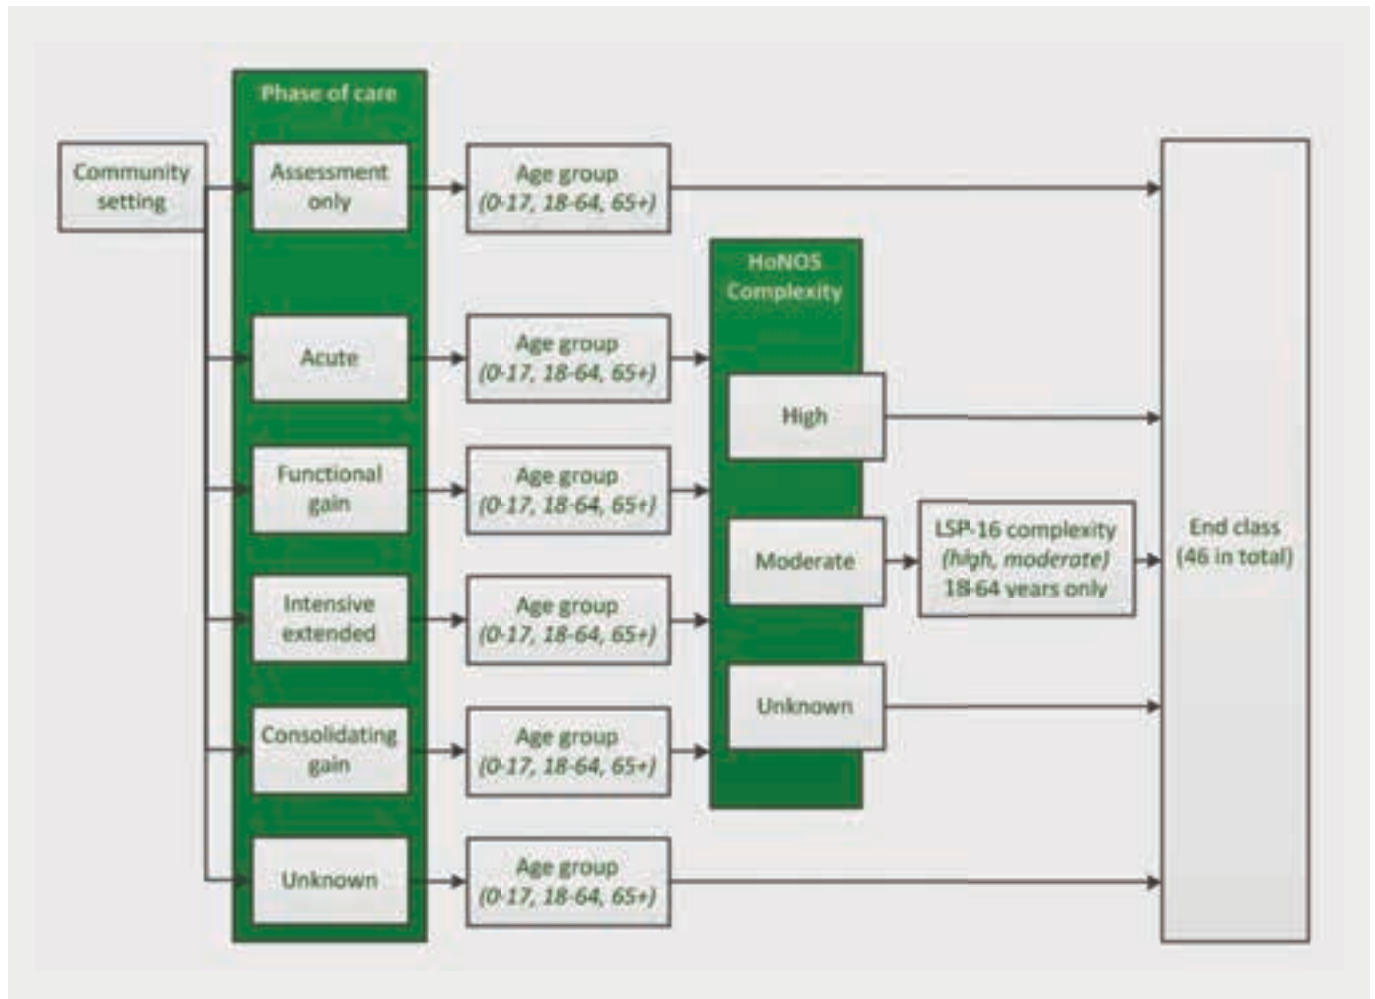 Phase of care
Community
setting
Assessment
only
Age group
(0-17, 18-64, 65+)
Acute
Age group
(0-17, 18-64, 65+)
Functional
gain
Age group
(0-17, 18-64, 65+)
Intensive
extended
Age group
(0-17, 18-64, 65+)
Consolidating
gain
Age group
(0-17, 18-64, 65+)
Unknown
Age group
(0-17, 18-64, 65+)
HoNOS
Complexity
High
Moderate
Unknown
LSP-16 complexity
(high, moderate)
18-64 years only
End class
(46 in total)